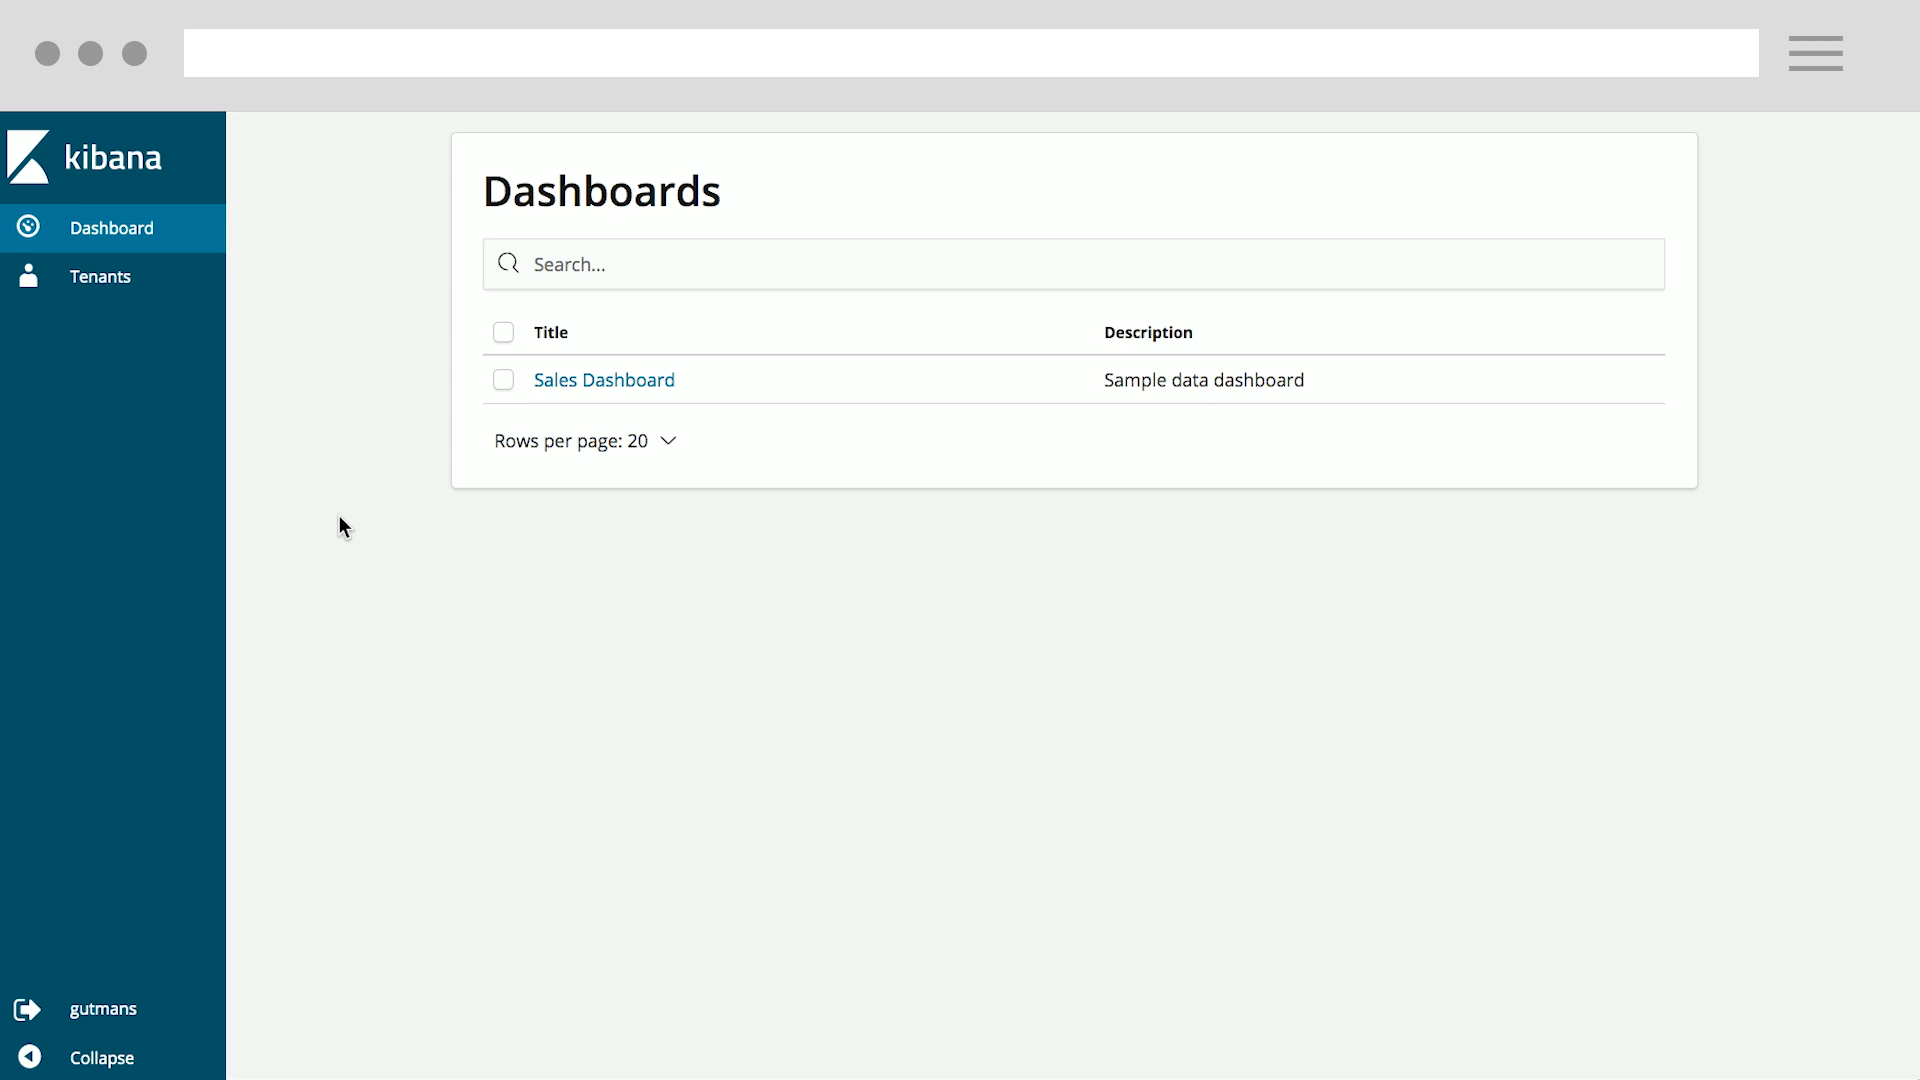 kibana
Dashboard
Tenants
gutmans
Collapse
Dashboards
Search...
Title Description
Sales Dashboard Sample data dashboard
Rows per page: 20